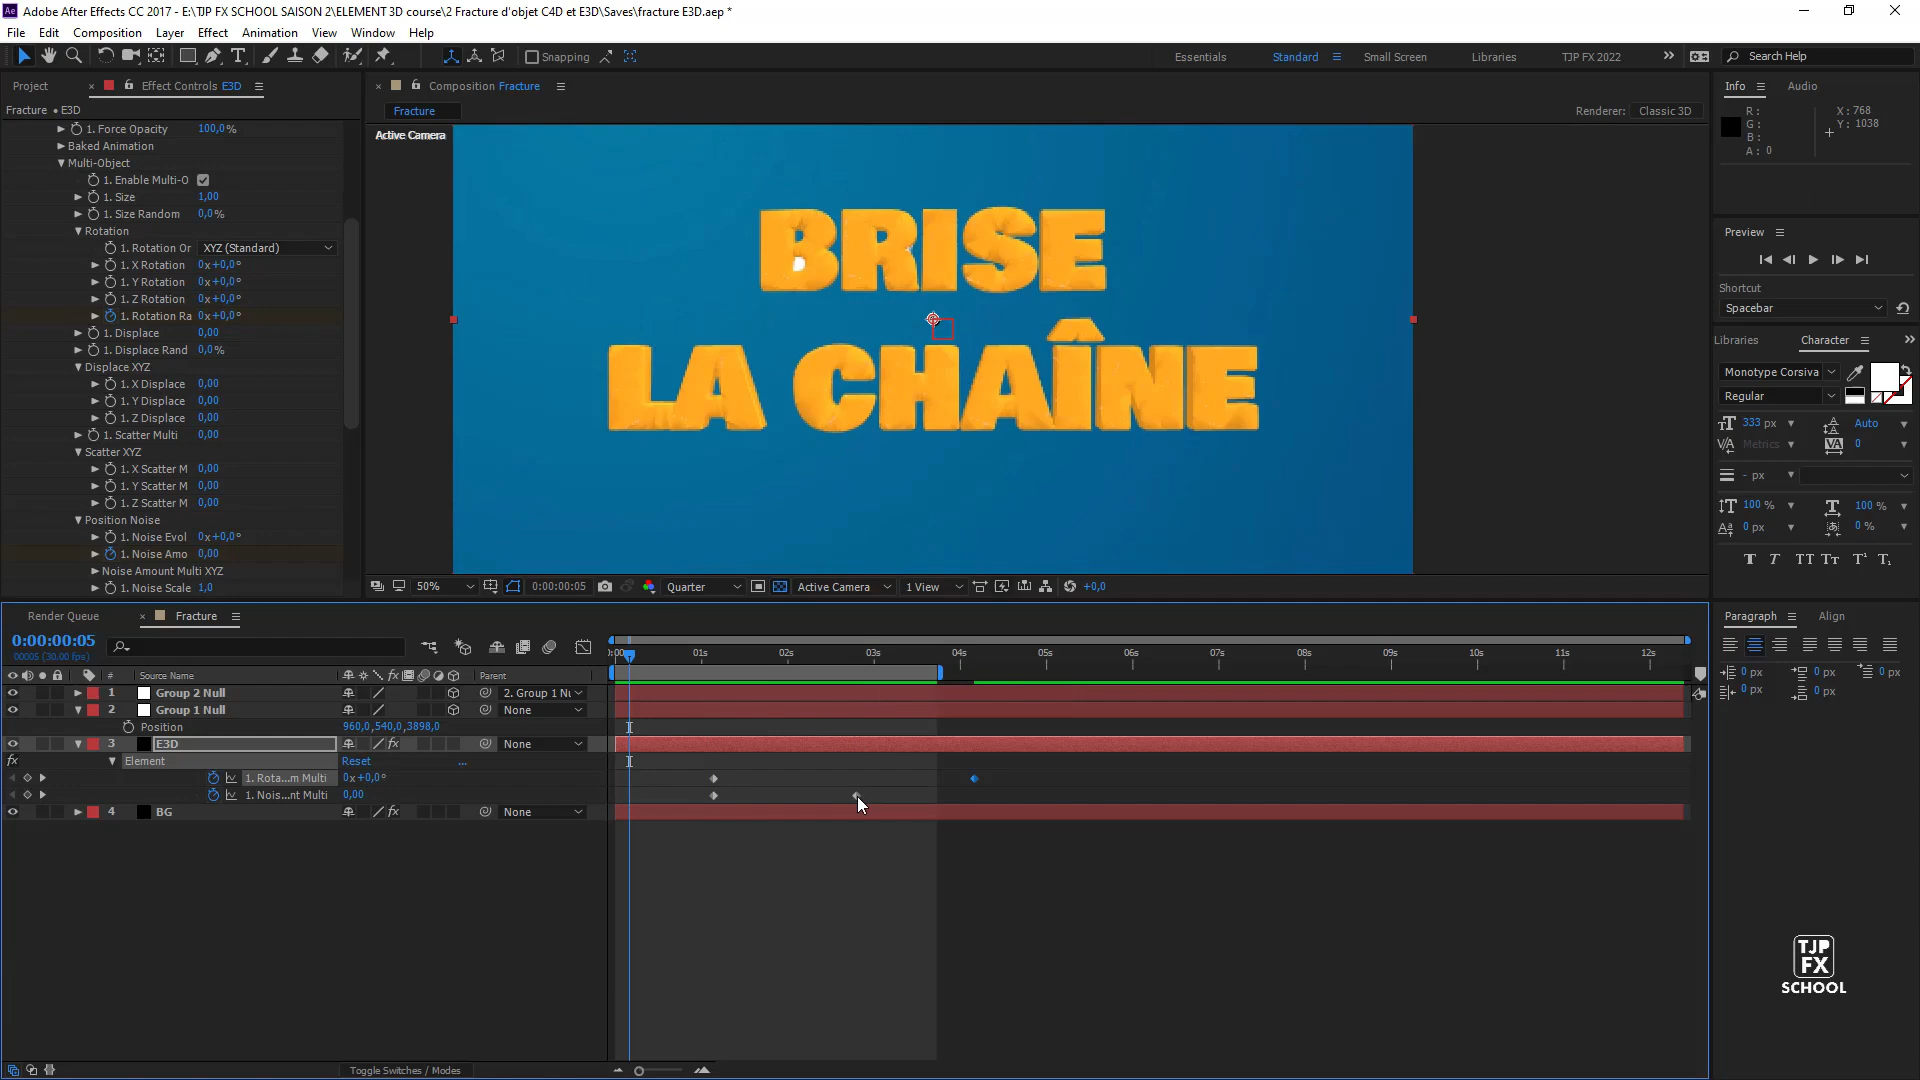 Adobe After Effects CC 2017 - E:\TJP FX SCHOOL SAISON 2\ELEMENT 3D course\2 Fracture d'objet C4D et E3D\Saves\fracture E3D.aep *
File Edit Composition Layer Effect Animation View Window Help
Snapping Essentials Standard Small Screen Libraries TJP FX 2022 Search Help
Project Effect Controls E3D Composition Fracture Info Audio
Fracture • E3D Fracture Renderer: Classic 3D
R: G: B: A: 0 X: 768 Y: 1038
Active Camera
1. Force Opacity 100,0%
Baked Animation
Multi-Object
1. Enable Multi-O
1. Size 1,00
1. Size Random 0,0%
Rotation
1. Rotation Or XYZ (Standard)
1. X Rotation 0x+0,0°
1. Y Rotation 0x+0,0°
1. Z Rotation 0x+0,0°
1. Rotation Ra 0x+0,0°
1. Displace 0,00
1. Displace Rand 0,0%
Displace XYZ
1. X Displace 0,00
1. Y Displace 0,00
1. Z Displace 0,00
1. Scatter Multi 0,00
Scatter XYZ
1. X Scatter M 0,00
1. Y Scatter M 0,00
1. Z Scatter M 0,00
Position Noise
1. Noise Evol 0x+0,0°
1. Noise Amo 0,00
Noise Amount Multi XYZ
1. Noise Scale 1,0
BRISE
LA CHAÎNE
50% 0:00:00:05 Quarter Active Camera 1 View +0,0
Preview
Shortcut
Spacebar
Libraries Character
Monotype Corsiva
Regular
333 px Auto
Metrics 0
- px
100 % 100 %
0 px 0 %
Paragraph Align
0 px 0 px 0 px
0 px 0 px
Render Queue Fracture
0:00:00:05
00005 (30.00 fps)
# Source Name Parent
:00 01s 02s 03s 04s 05s 06s 07s 08s 09s 10s 11s 12s
1 Group 2 Null 2. Group 1 Nu
2 Group 1 Null None
Position 960,0,540,0,3898,0
3 E3D None
Element Reset ...
1. Rota...m Multi 0x+0,0°
1. Nois...nt Multi 0,00
4 BG None
Toggle Switches / Modes
TJP
FX
SCHOOL